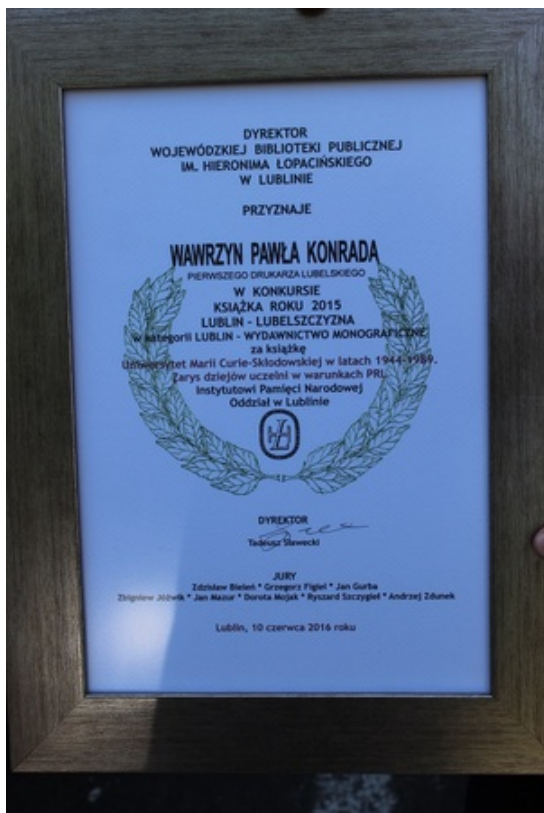 DYREKTOR
WOJEWÓDZKIEJ BIBLIOTEKI PUBLICZNEJ
IM. HIERONIMA ŁOPACIŃSKIEGO
W LUBLINIE
PRZYZNAJE
WAWRZYN PAWŁA KONRADA
PIERWSZEGO DRUKARZA LUBELSKIEGO
W KONKURSIE
KSIĄŻKA ROKU 2015
LUBLIN - LUBELSZCZYZNA
w kategorii LUBLIN - WYDAWNICTWO MONOGRAFICZNE
za książkę
Uniwersytet Marii Curie-Skłodowskiej w latach 1944-1989.
Zarys dziejów uczelni w warunkach PRL
Instytutowi Pamięci Narodowej
Oddział w Lublinie
DYREKTOR
Tadeusz Sławecki
JURY
Zdzisław Bieleń * Grzegorz Figiel * Jan Gurba
Zbigniew Jóźwik * Jan Mazur * Dorota Mojak * Ryszard Szczygieł * Andrzej Zdunek
Lublin, 10 czerwca 2016 roku